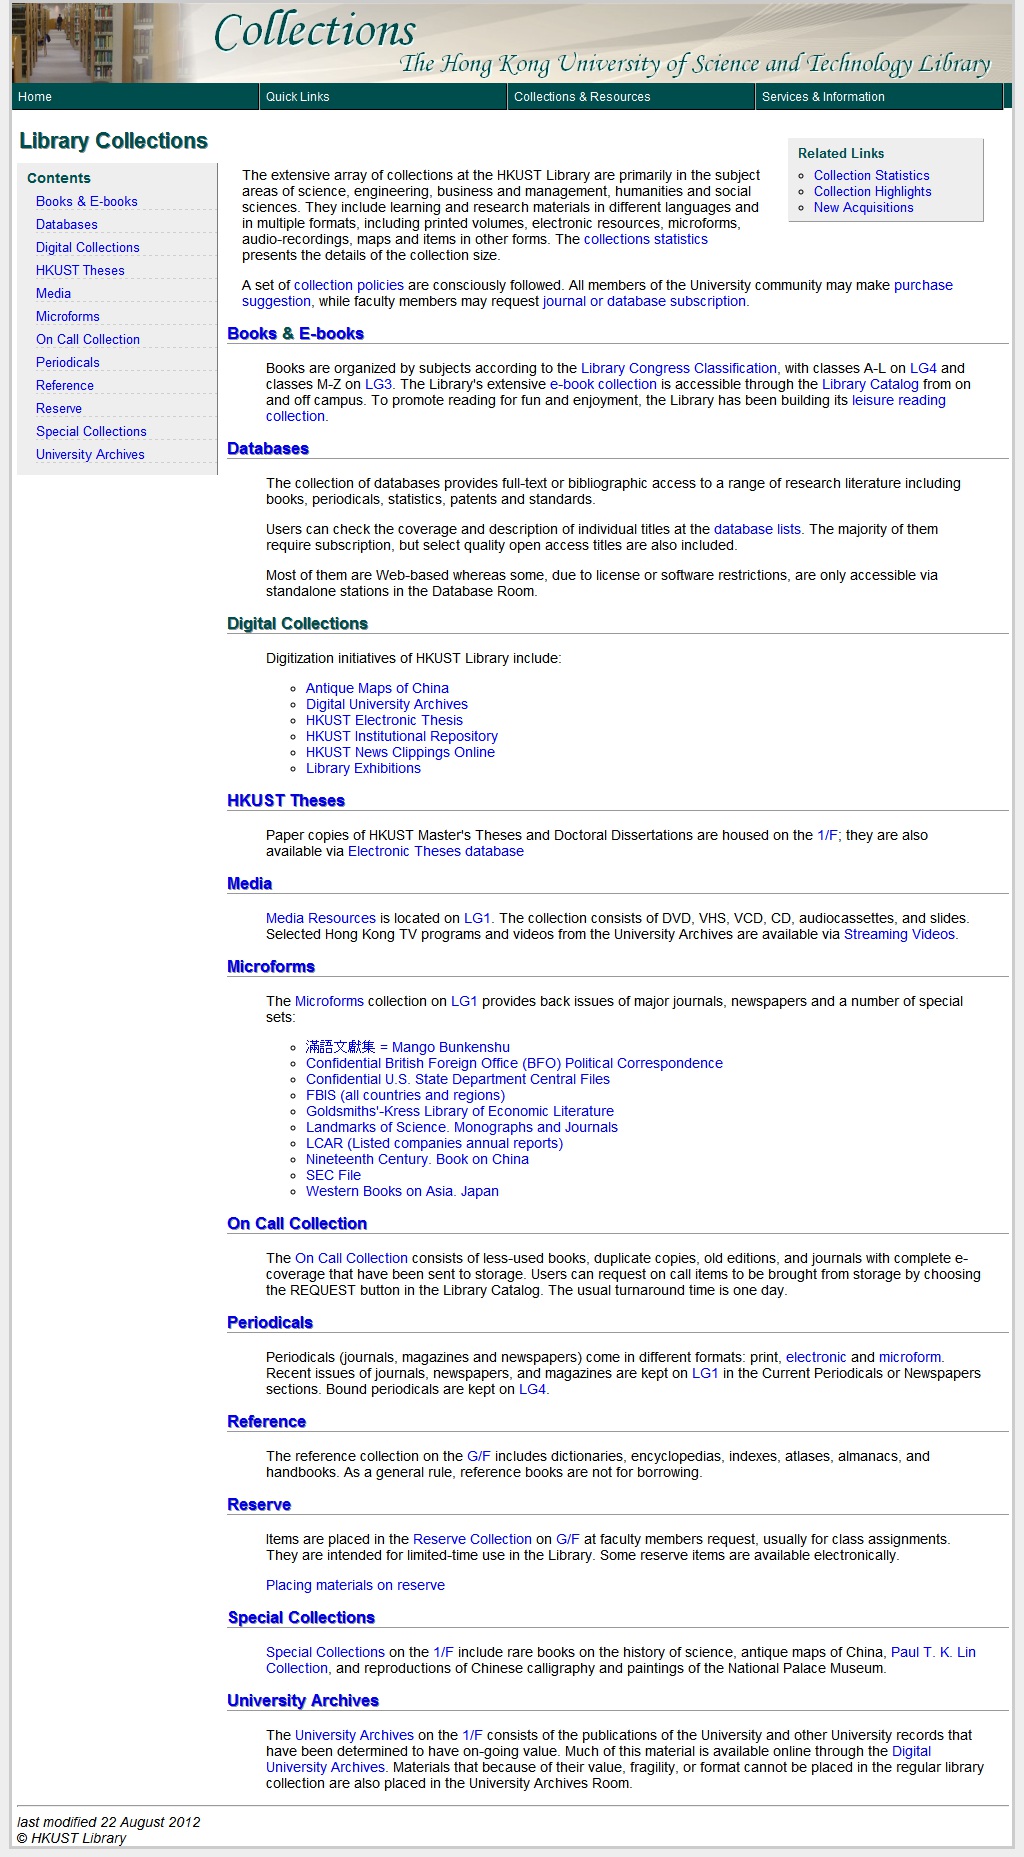 Collections
The Hong Kong University of Science and Technology Library
Home
Quick Links
Collections & Resources
Services & Information
Library Collections
Contents
Books & E-books
Databases
Digital Collections
HKUST Theses
Media
Microforms
On Call Collection
Periodicals
Reference
Reserve
Special Collections
University Archives
Related Links
Collection Statistics
Collection Highlights
New Acquisitions
The extensive array of collections at the HKUST Library are primarily in the subject
areas of science, engineering, business and management, humanities and social
sciences. They include learning and research materials in different languages and
in multiple formats, including printed volumes, electronic resources, microforms,
audio-recordings, maps and items in other forms. The collections statistics
presents the details of the collection size.
A set of collection policies are consciously followed. All members of the University community may make purchase
suggestion, while faculty members may request journal or database subscription.
Books & E-books
Books are organized by subjects according to the Library Congress Classification, with classes A-L on LG4 and
classes M-Z on LG3. The Library's extensive e-book collection is accessible through the Library Catalog from on
and off campus. To promote reading for fun and enjoyment, the Library has been building its leisure reading
collection.
Databases
The collection of databases provides full-text or bibliographic access to a range of research literature including
books, periodicals, statistics, patents and standards.
Users can check the coverage and description of individual titles at the database lists. The majority of them
require subscription, but select quality open access titles are also included.
Most of them are Web-based whereas some, due to license or software restrictions, are only accessible via
standalone stations in the Database Room.
Digital Collections
Digitization initiatives of HKUST Library include:
Antique Maps of China
Digital University Archives
HKUST Electronic Thesis
HKUST Institutional Repository
HKUST News Clippings Online
Library Exhibitions
HKUST Theses
Paper copies of HKUST Master's Theses and Doctoral Dissertations are housed on the 1/F; they are also
available via Electronic Theses database
Media
Media Resources is located on LG1. The collection consists of DVD, VHS, VCD, CD, audiocassettes, and slides.
Selected Hong Kong TV programs and videos from the University Archives are available via Streaming Videos.
Microforms
The Microforms collection on LG1 provides back issues of major journals, newspapers and a number of special
sets:
滿語文獻集 = Mango Bunkenshu
Confidential British Foreign Office (BFO) Political Correspondence
Confidential U.S. State Department Central Files
FBIS (all countries and regions)
Goldsmiths'-Kress Library of Economic Literature
Landmarks of Science. Monographs and Journals
LCAR (Listed companies annual reports)
Nineteenth Century. Book on China
SEC File
Western Books on Asia. Japan
On Call Collection
The On Call Collection consists of less-used books, duplicate copies, old editions, and journals with complete e-
coverage that have been sent to storage. Users can request on call items to be brought from storage by choosing
the REQUEST button in the Library Catalog. The usual turnaround time is one day.
Periodicals
Periodicals (journals, magazines and newspapers) come in different formats: print, electronic and microform.
Recent issues of journals, newspapers, and magazines are kept on LG1 in the Current Periodicals or Newspapers
sections. Bound periodicals are kept on LG4.
Reference
The reference collection on the G/F includes dictionaries, encyclopedias, indexes, atlases, almanacs, and
handbooks. As a general rule, reference books are not for borrowing.
Reserve
Items are placed in the Reserve Collection on G/F at faculty members request, usually for class assignments.
They are intended for limited-time use in the Library. Some reserve items are available electronically.
Placing materials on reserve
Special Collections
Special Collections on the 1/F include rare books on the history of science, antique maps of China, Paul T. K. Lin
Collection, and reproductions of Chinese calligraphy and paintings of the National Palace Museum.
University Archives
The University Archives on the 1/F consists of the publications of the University and other University records that
have been determined to have on-going value. Much of this material is available online through the Digital
University Archives. Materials that because of their value, fragility, or format cannot be placed in the regular library
collection are also placed in the University Archives Room.
last modified 22 August 2012
© HKUST Library